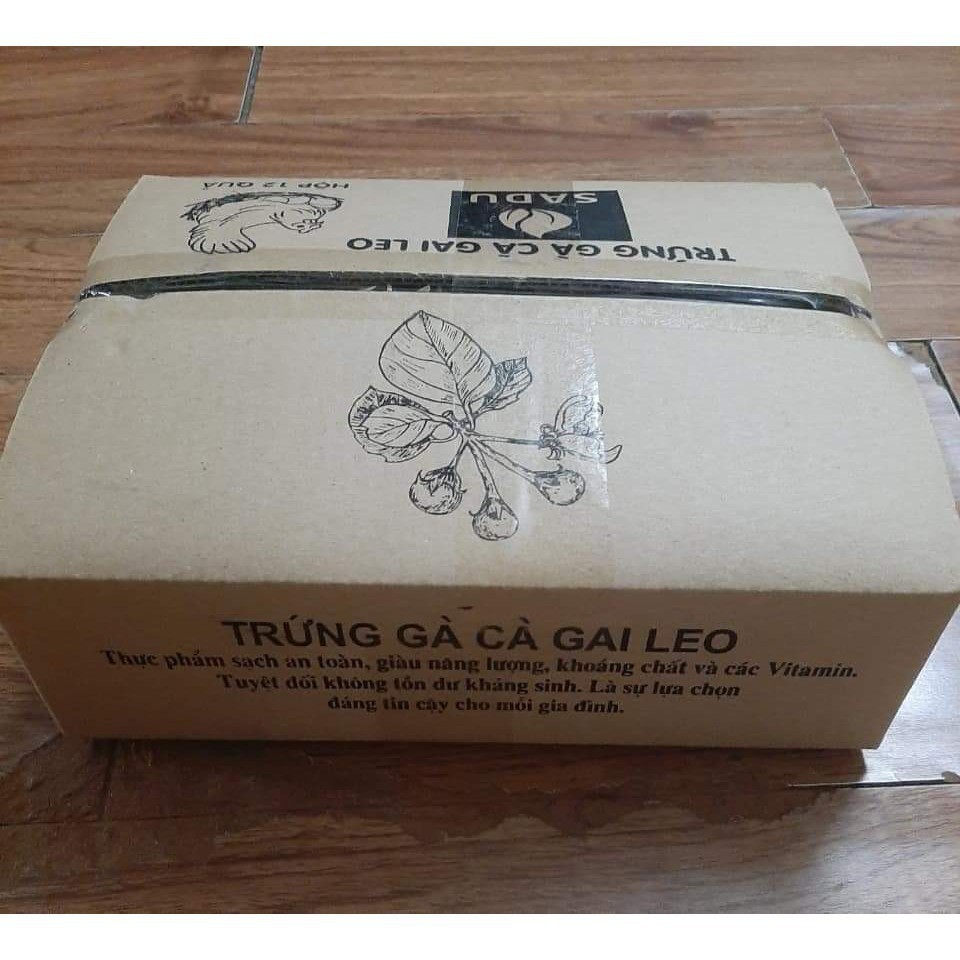 HỘP 12 QUẢ
SADU
TRỨNG GÀ CÀ GAI LEO
TRỨNG GÀ CÀ GAI LEO
Thực phẩm sạch an toàn, giàu năng lượng, khoáng chất và các Vitamin.
Tuyệt đối không tồn dư kháng sinh. Là sự lựa chọn
đáng tin cậy cho mỗi gia đình.